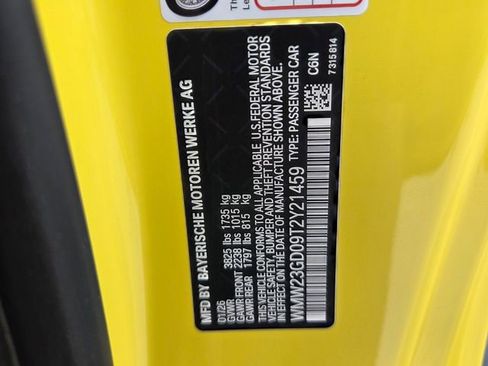 MFD BY BAYERISCHE MOTOREN WERKE AG
01/26
GVWR 3825 lbs 1735 kg
GAWR FRONT 2238 lbs 1015 kg
GAWR REAR 1797 lbs 815 kg
THIS VEHICLE CONFORMS TO ALL APPLICABLE U.S.FEDERAL MOTOR
VEHICLE SAFETY, BUMPER AND THEFT PREVENTION STANDARDS
IN EFFECT ON THE DATE OF MANUFACTURE SHOWN ABOVE.
WMW23GD09T2Y21459 TYPE: PASSENGER CAR
C6N
7315814